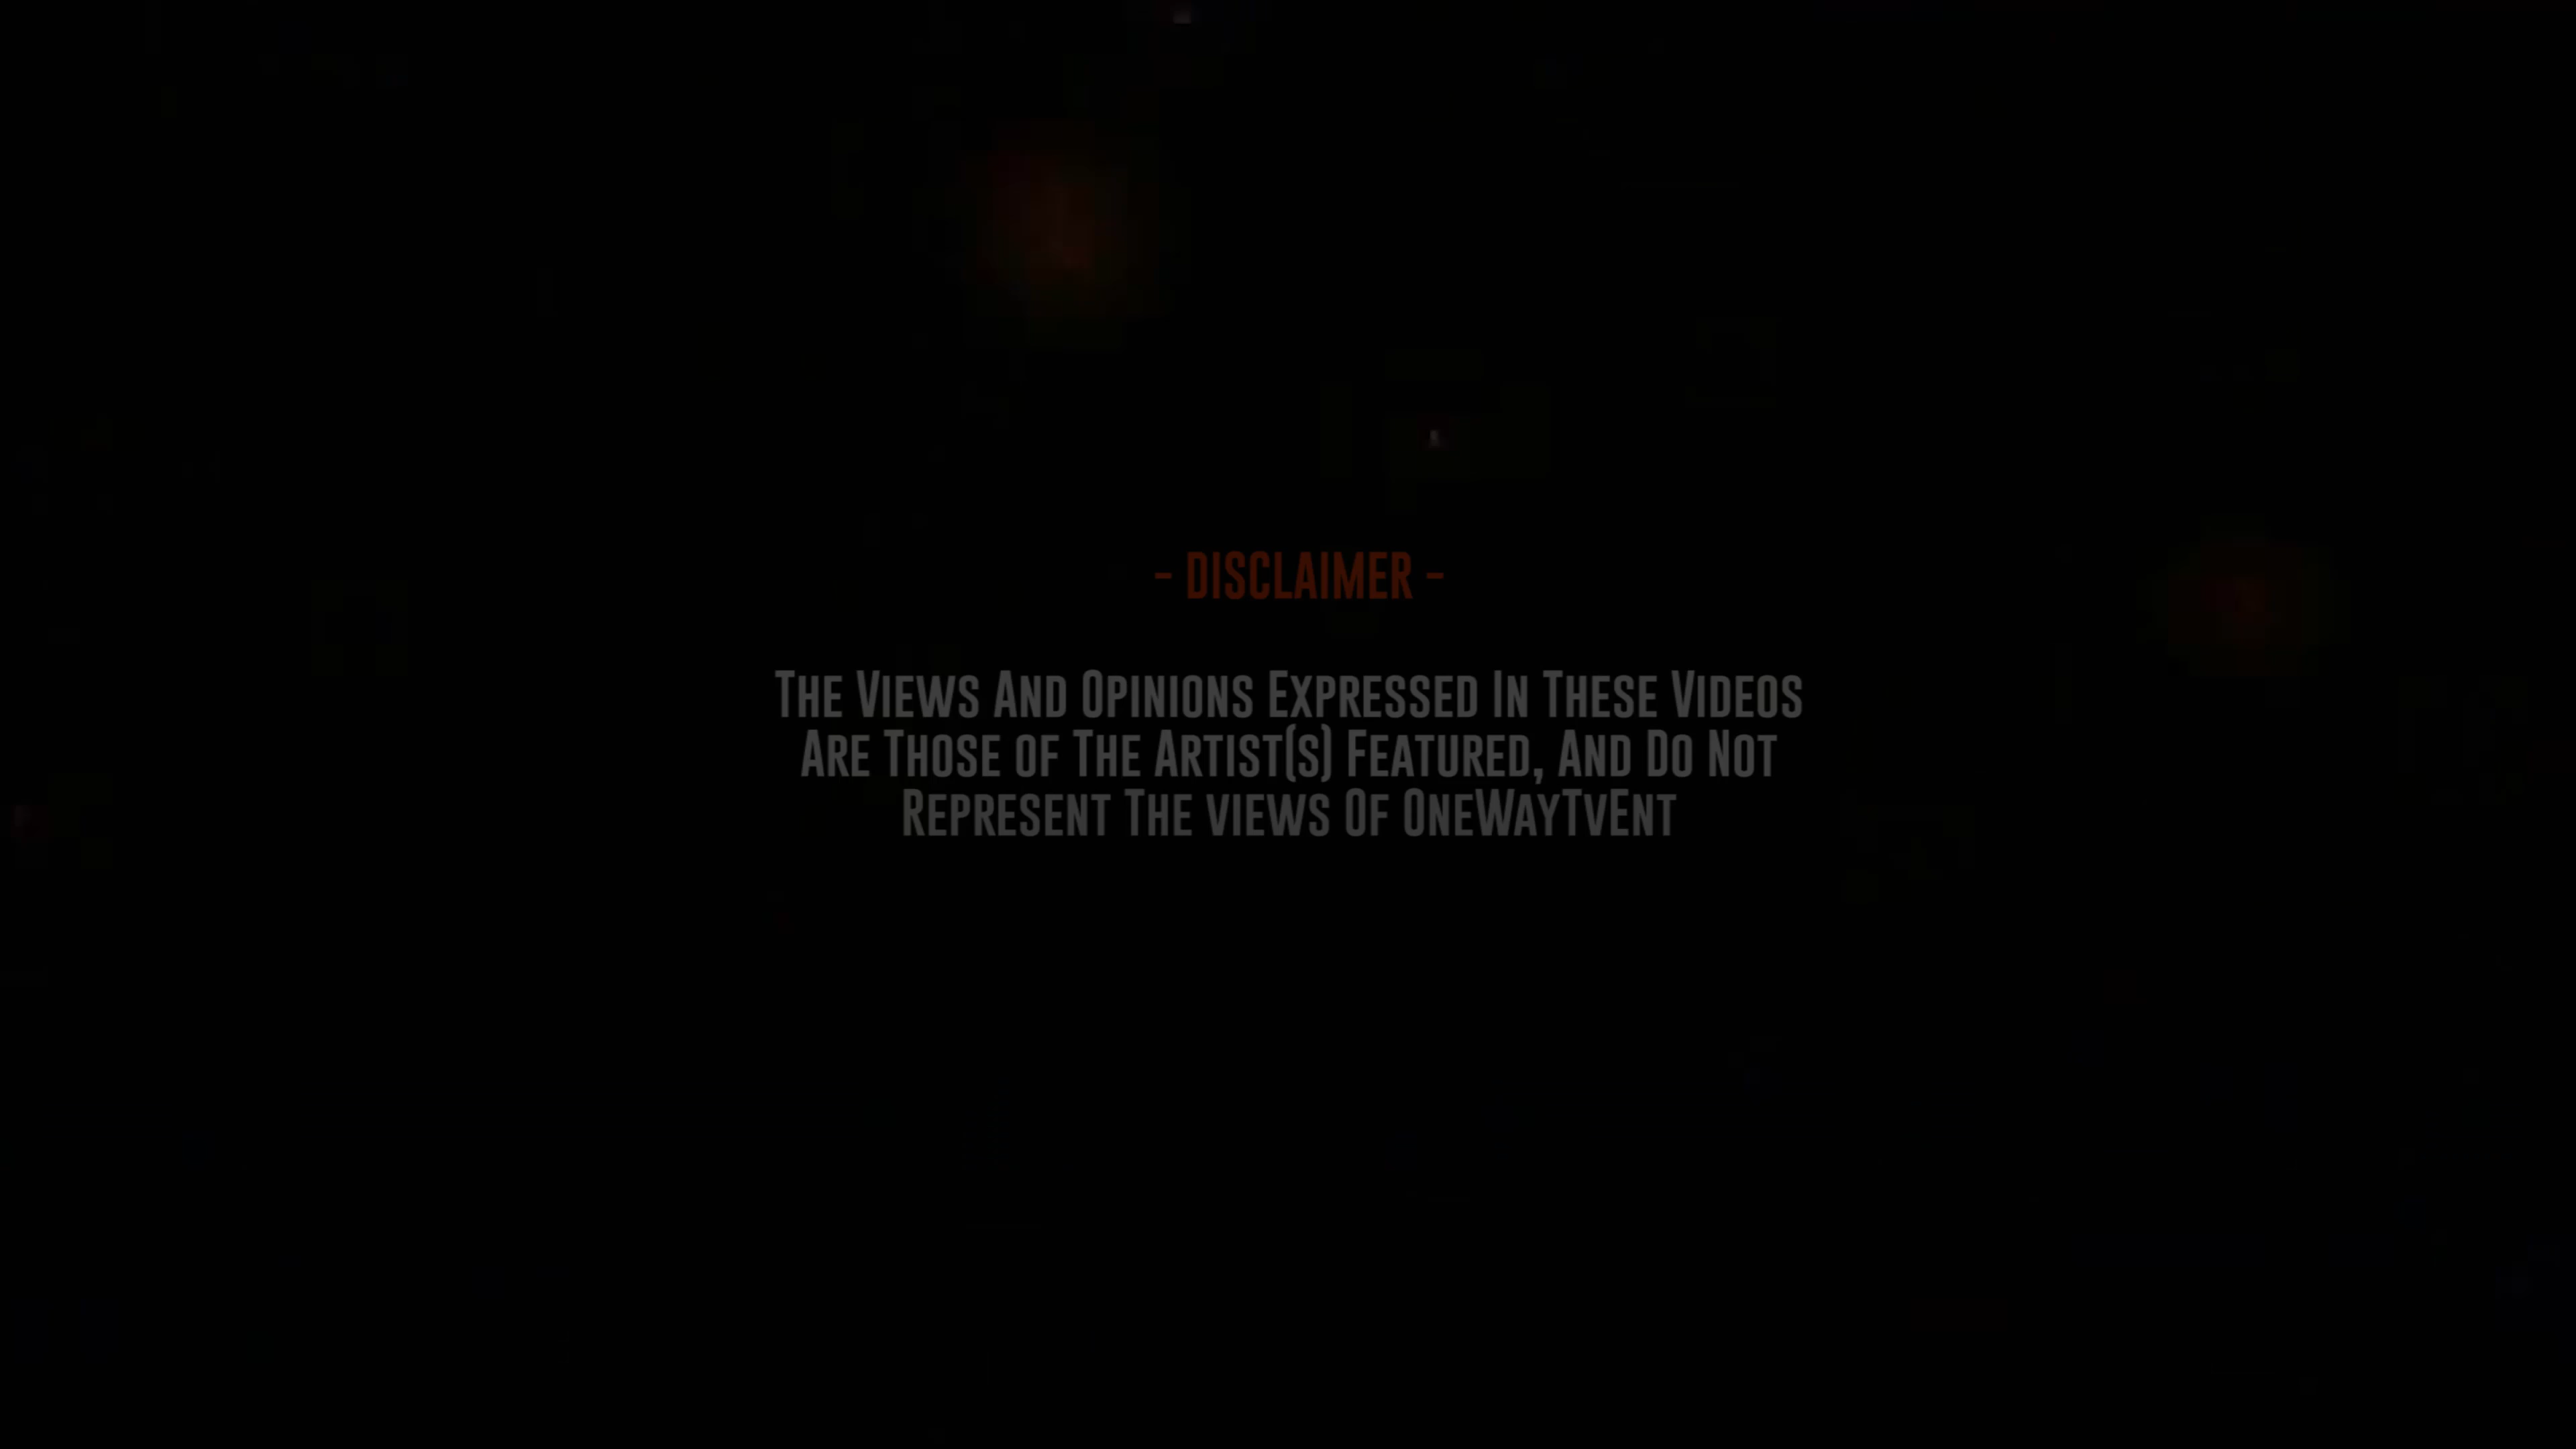 - DISCLAIMER -
The Views And Opinions Expressed In These Videos
Are Those of The Artist(s) Featured, And Do Not
Represent The views Of OneWayTvEnt